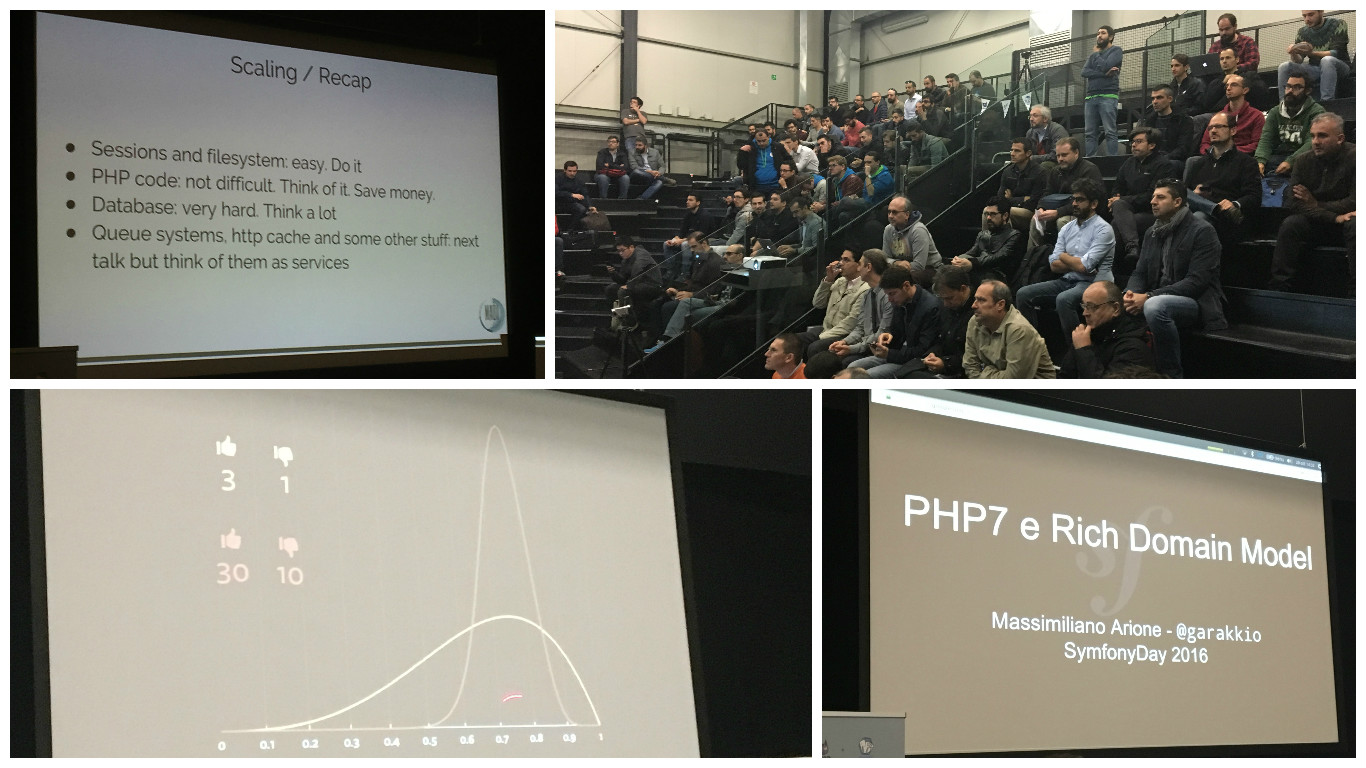 Scaling / Recap
Sessions and filesystem: easy. Do it
PHP code: not difficult. Think of it. Save money.
Database: very hard. Think a lot
Queue systems, http cache and some other stuff: next
talk but think of them as services
3 1
30 10
0 0.1 0.2 0.3 0.4 0.5 0.6 0.7 0.8 0.9 1
PHP7 e Rich Domain Model
Massimiliano Arione - @garakkio
SymfonyDay 2016